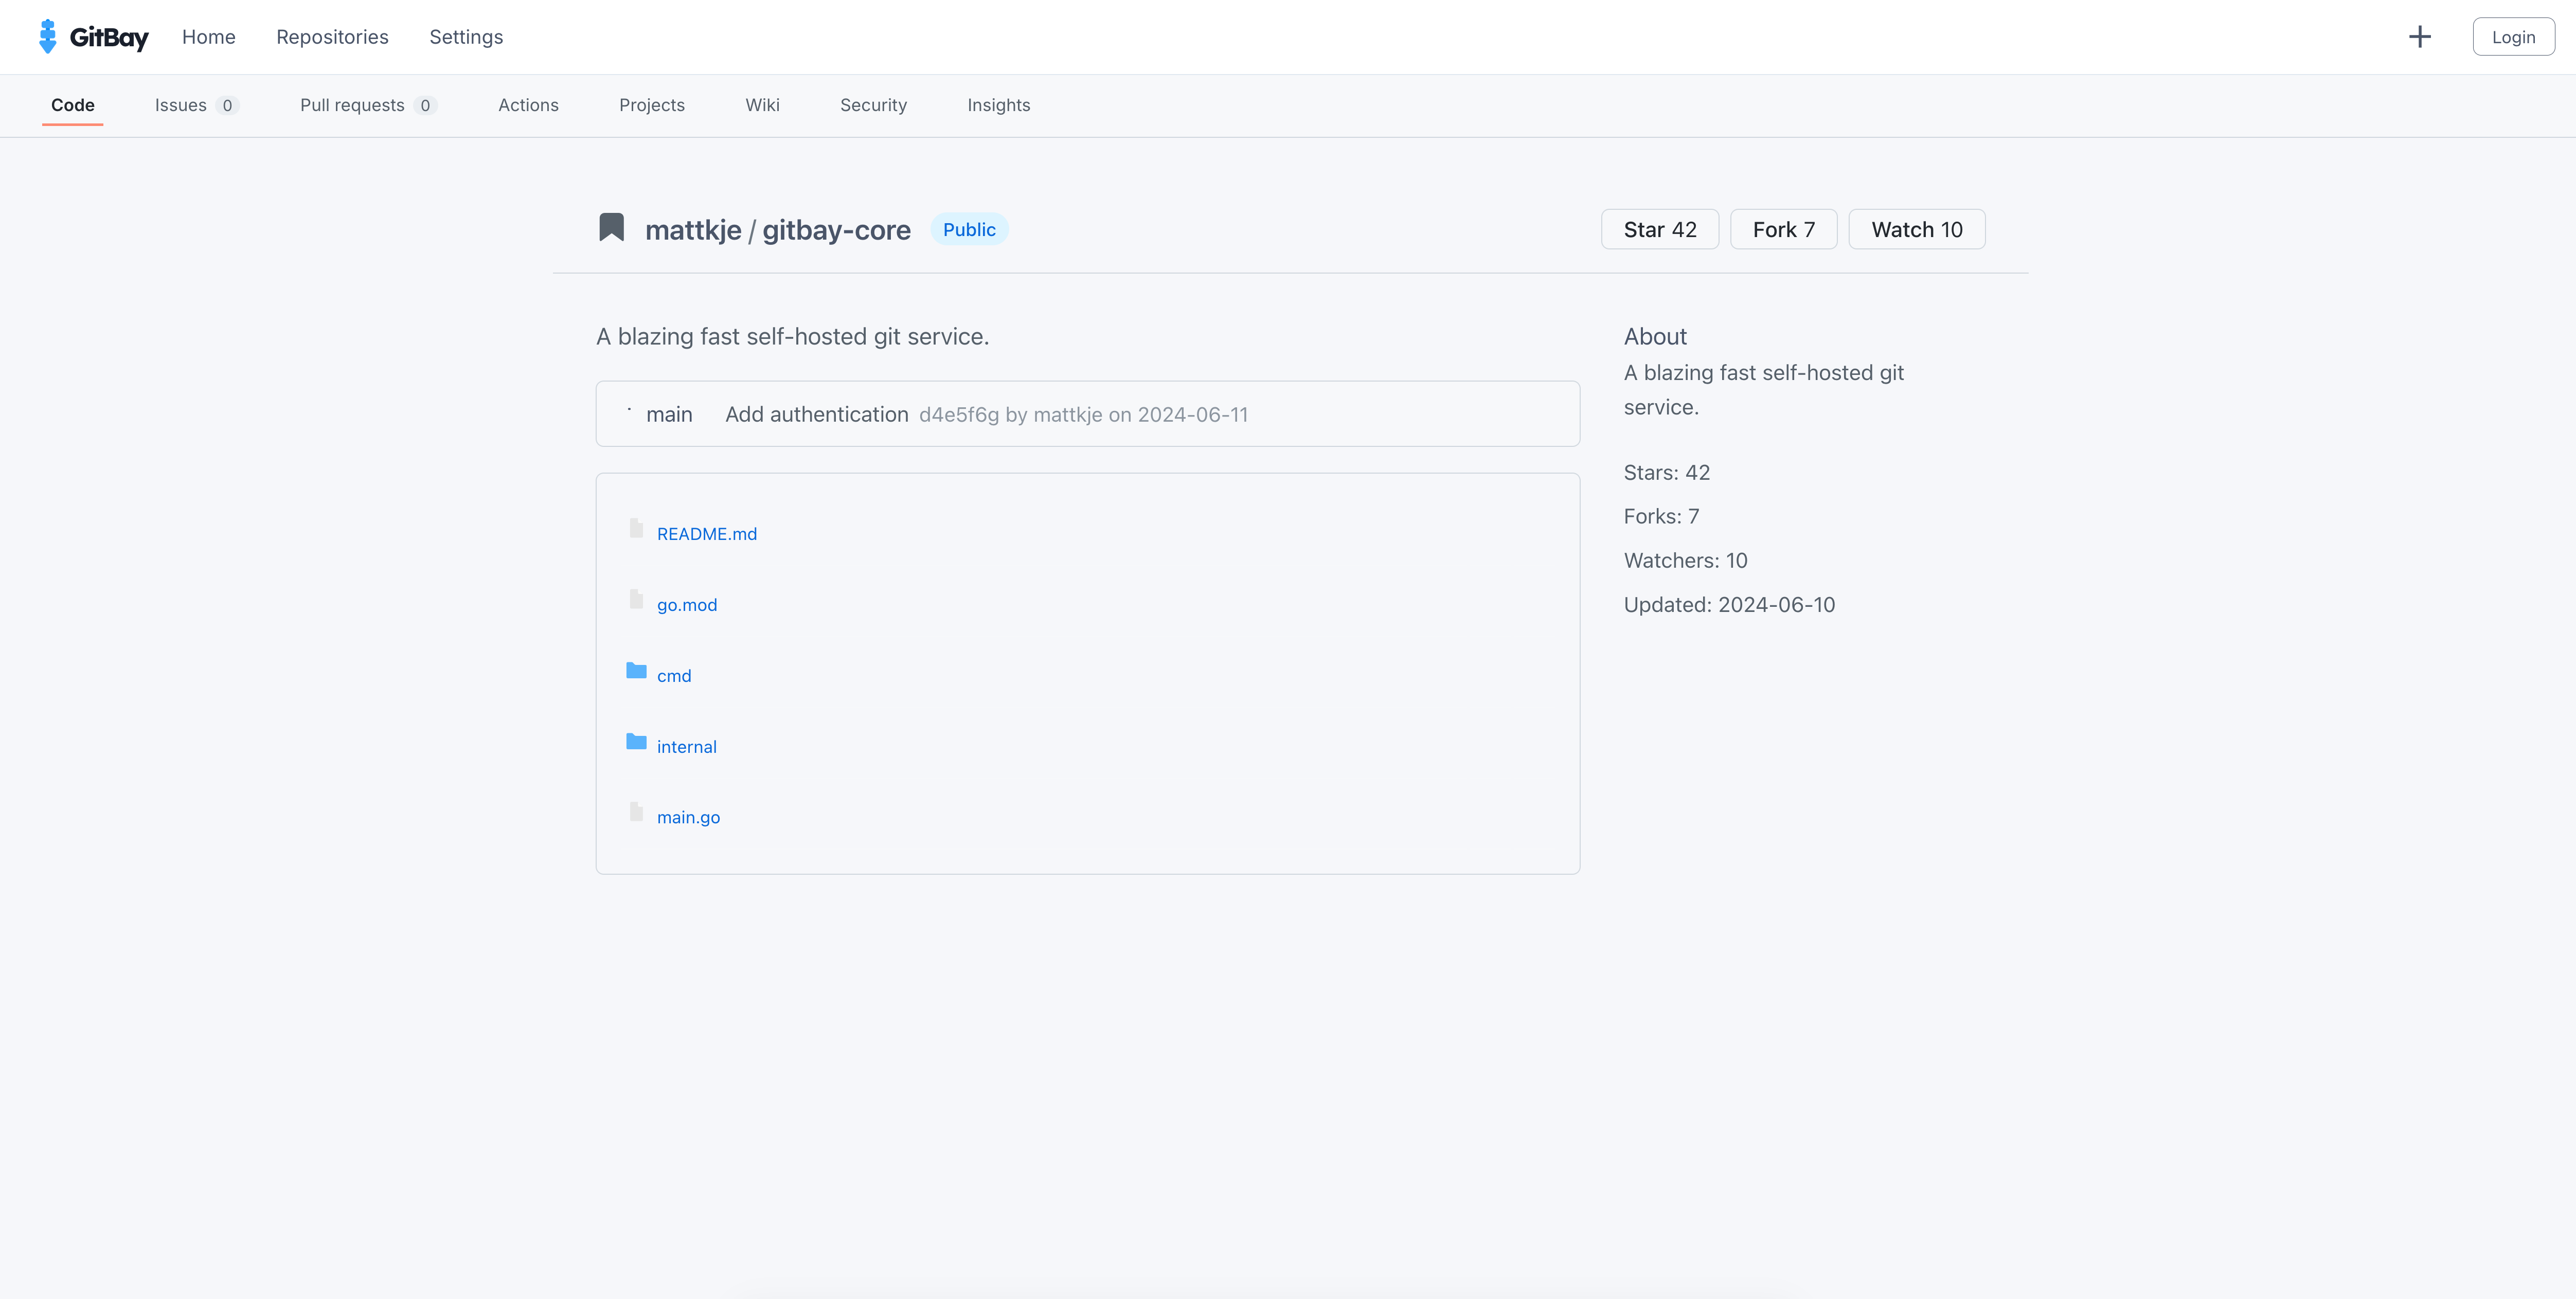 GitBay Home Repositories Settings + Login
Code Issues 0 Pull requests 0 Actions Projects Wiki Security Insights
mattkje / gitbay-core Public Star 42 Fork 7 Watch 10
A blazing fast self-hosted git service.
main Add authentication d4e5f6g by mattkje on 2024-06-11
README.md
go.mod
cmd
internal
main.go
About
A blazing fast self-hosted git
service.
Stars: 42
Forks: 7
Watchers: 10
Updated: 2024-06-10